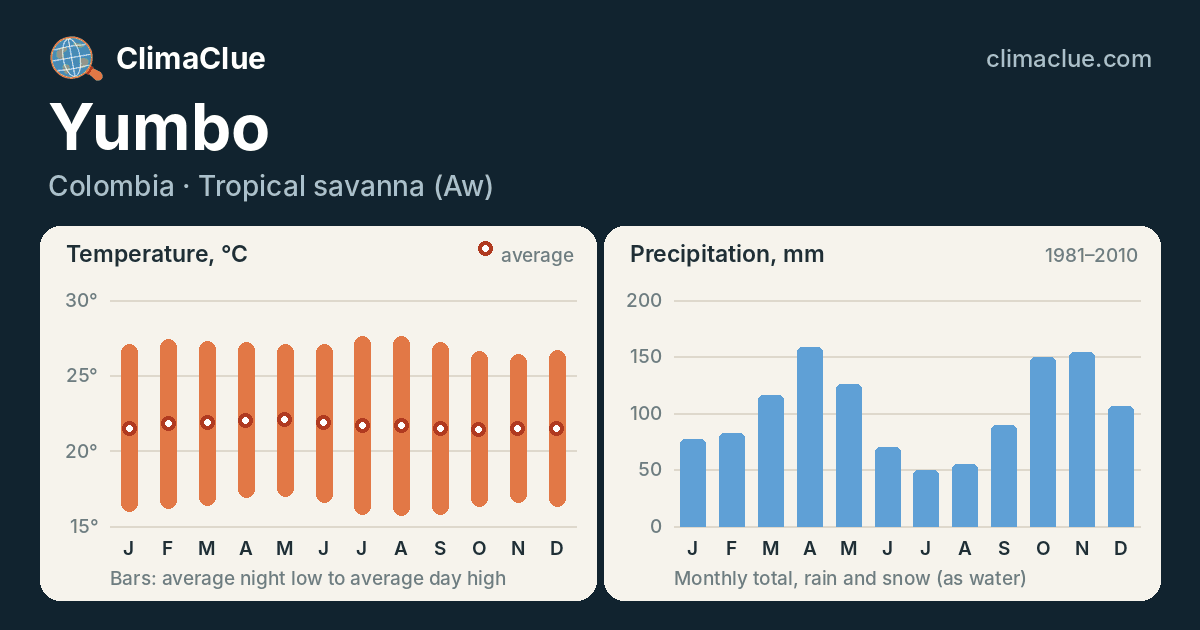 ClimaClue
climaclue.com
Yumbo
Colombia · Tropical savanna (Aw)
Temperature, °C
average
30°
25°
20°
15°
J F M A M J J A S O N D
Bars: average night low to average day high
Precipitation, mm
1981–2010
200
150
100
50
0
J F M A M J J A S O N D
Monthly total, rain and snow (as water)